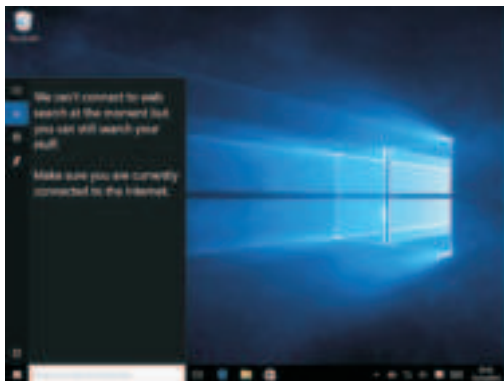 We can't connect to web
search at the moment but
you can still search your
stuff.
Make sure you are currently
connected to the Internet.